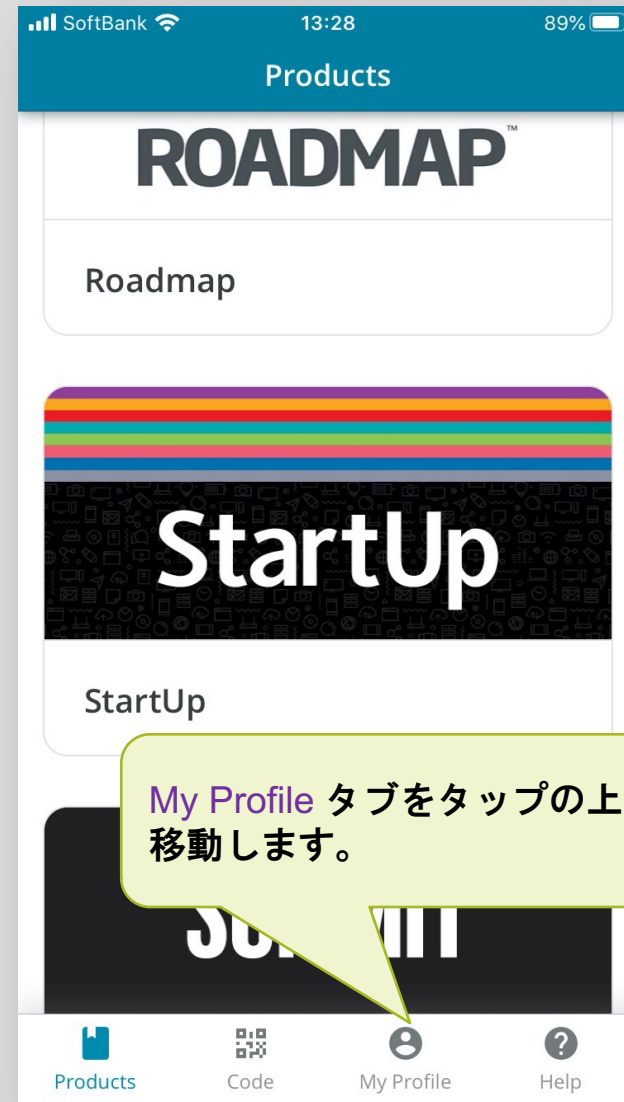 SoftBank 13:28 89%
Products
ROADMAP™
Roadmap
StartUp
StartUp
My Profile タブをタップの上
移動します。
Products Code My Profile Help